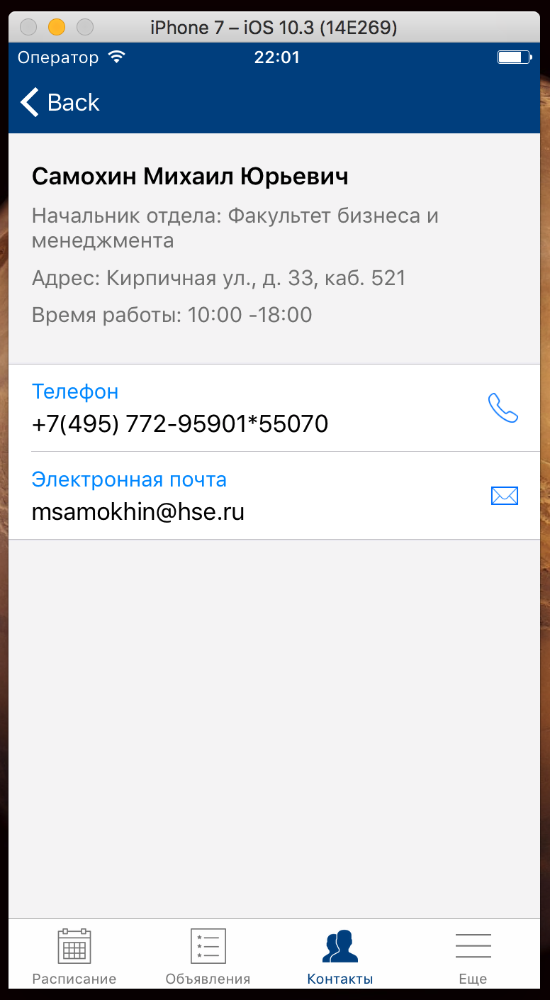 iPhone 7 – iOS 10.3 (14E269)
Оператор 22:01
Back
Самохин Михаил Юрьевич
Начальник отдела: Факультет бизнеса и
менеджмента
Адрес: Кирпичная ул., д. 33, каб. 521
Время работы: 10:00 -18:00
Телефон
+7(495) 772-95901*55070
Электронная почта
msamokhin@hse.ru
Расписание Объявления Контакты Еще